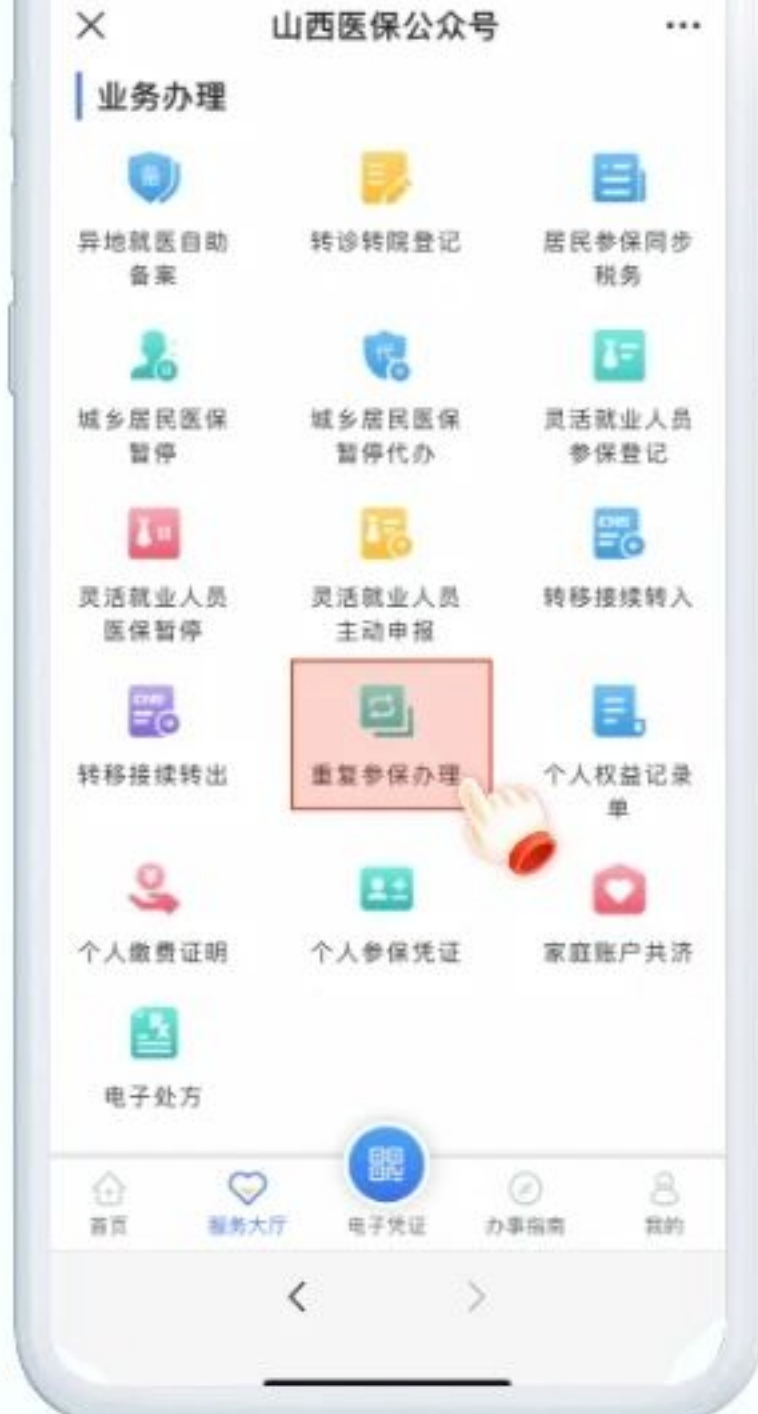 山西医保公众号
业务办理
异地就医自助
备案
转诊转院登记
居民参保同步
税务
城乡居民医保
暂停
城乡居民医保
暂停代办
灵活就业人员
参保登记
灵活就业人员
医保暂停
灵活就业人员
主动申报
转移接续转入
转移接续转出
重复参保办理
个人权益记录
单
个人缴费证明
个人参保凭证
家庭账户共济
电子处方
首页
服务大厅
电子凭证
办事指南
我的